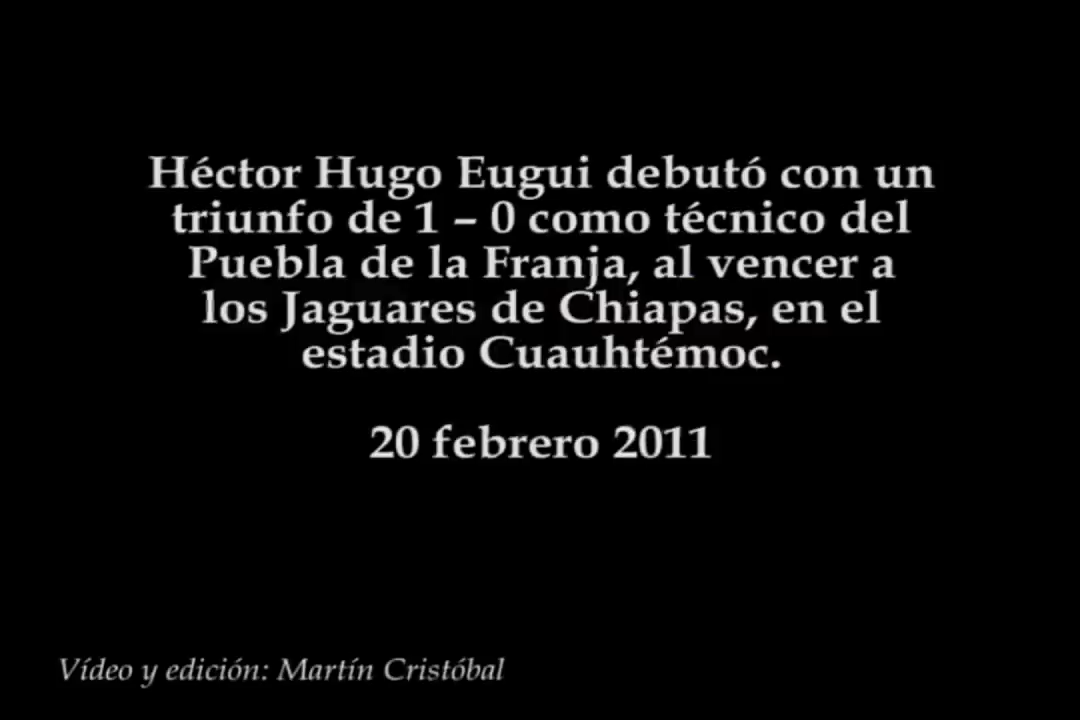 Héctor Hugo Eugui debutó con un
triunfo de 1 – 0 como técnico del
Puebla de la Franja, al vencer a
los Jaguares de Chiapas, en el
estadio Cuauhtémoc.
20 febrero 2011
Vídeo y edición: Martín Cristóbal